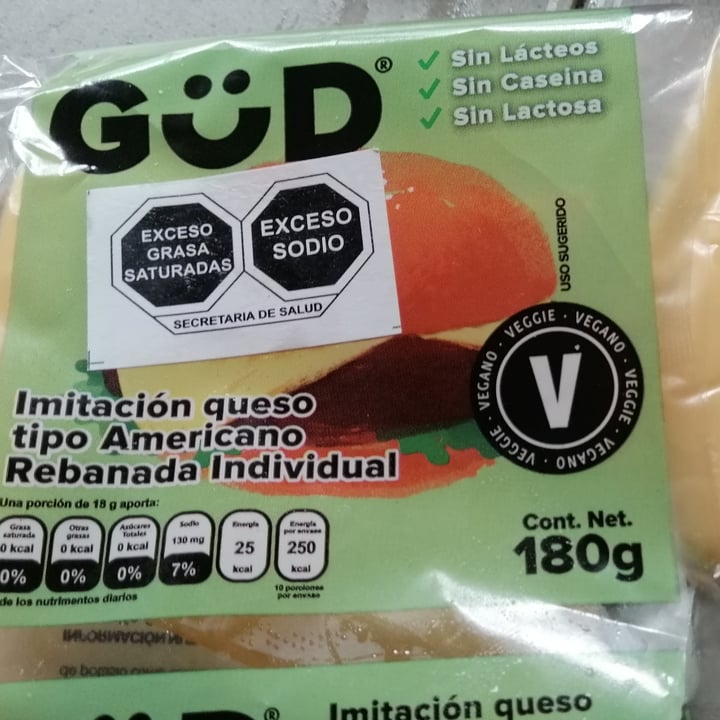 GÜD®
Sin Lácteos
Sin Caseina
Sin Lactosa
EXCESO
GRASA
SATURADAS
EXCESO
SODIO
SECRETARIA DE SALUD
USO SUGERIDO
VEGANO · VEGGIE · VEGANO · VEGGIE · VEGANO · VEGGIE ·
V
Imitación queso
tipo Americano
Rebanada Individual
Una porción de 18 g aporta:
Grasa
saturada
0 kcal
0%
Otras
grasas
0 kcal
0%
Azúcares
Totales
0 kcal
0%
Sodio
130 mg
7%
Energía
25
kcal
Energía
por envase
250
kcal
10 porciones
por envase
de los nutrimentos diarios
Cont. Net.
180g
INFORMACIÓN
®
Imitación queso